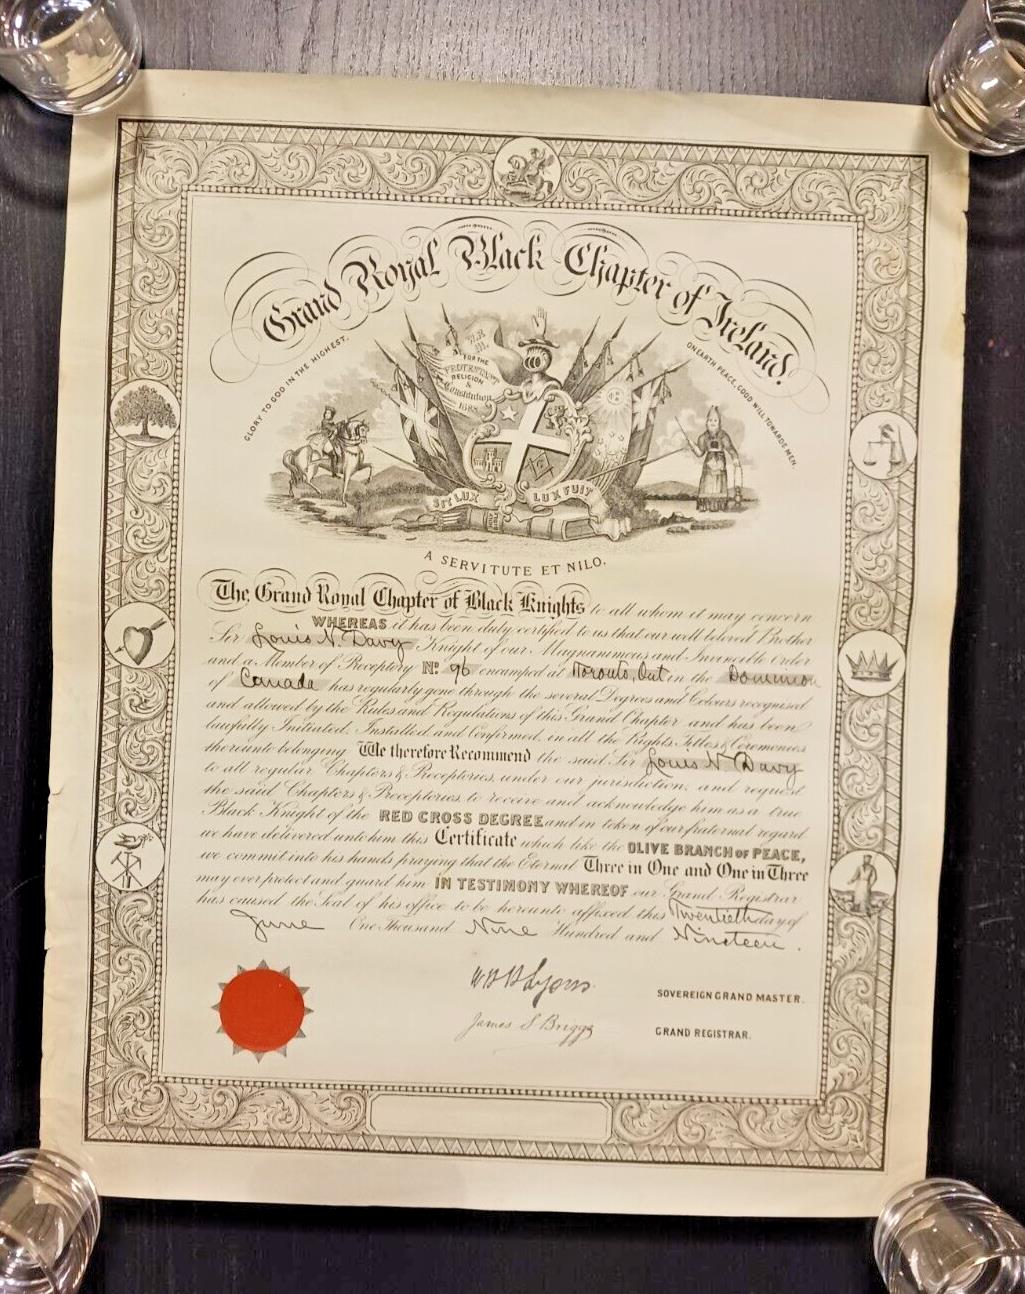 Grand Royal Black Chapter of Ireland.
GLORY TO GOD IN THE HIGHEST,
ON EARTH PEACE, GOOD WILL TOWARDS MEN.
FOR THE
PROTESTANT
RELIGION
&
Constitution
1688
SIT LUX LUX FUIT
A SERVITUTE ET NILO.
The Grand Royal Chapter of Black Knights to all whom it may concern
WHEREAS it has been duly certified to us that our well beloved Brother
Sir Louis N. Davy Knight of our Magnanimous and Invincible Order
and a Member of Preceptory No. 96 encamped at Toronto, Ont in the Dominion
of Canada has regularly gone through the several Degrees and Colours recognised
and allowed by the Rules and Regulations of this Grand Chapter and has been
lawfully Initiated, Installed and Confirmed in all the Rights, Titles & Ceremonies
thereunto belonging We therefore Recommend the said Sir Louis N. Davy
to all regular Chapters & Preceptories, under our jurisdiction; and request
the said Chapters & Preceptories, to receive and acknowledge him as a true
Black Knight of the RED CROSS DEGREE and in token of our fraternal regard
we have delivered unto him this Certificate which like the OLIVE BRANCH OF PEACE,
we commit into his hands praying that the Eternal Three in One and One in Three
may ever protect and guard him IN TESTIMONY WHEREOF our Grand Registrar
has caused the Seal of his office to be hereunto affixed this Twentieth day of
June One Thousand Nine Hundred and Nineteen.
W H H Lyons SOVEREIGN GRAND MASTER.
James S Briggs GRAND REGISTRAR.